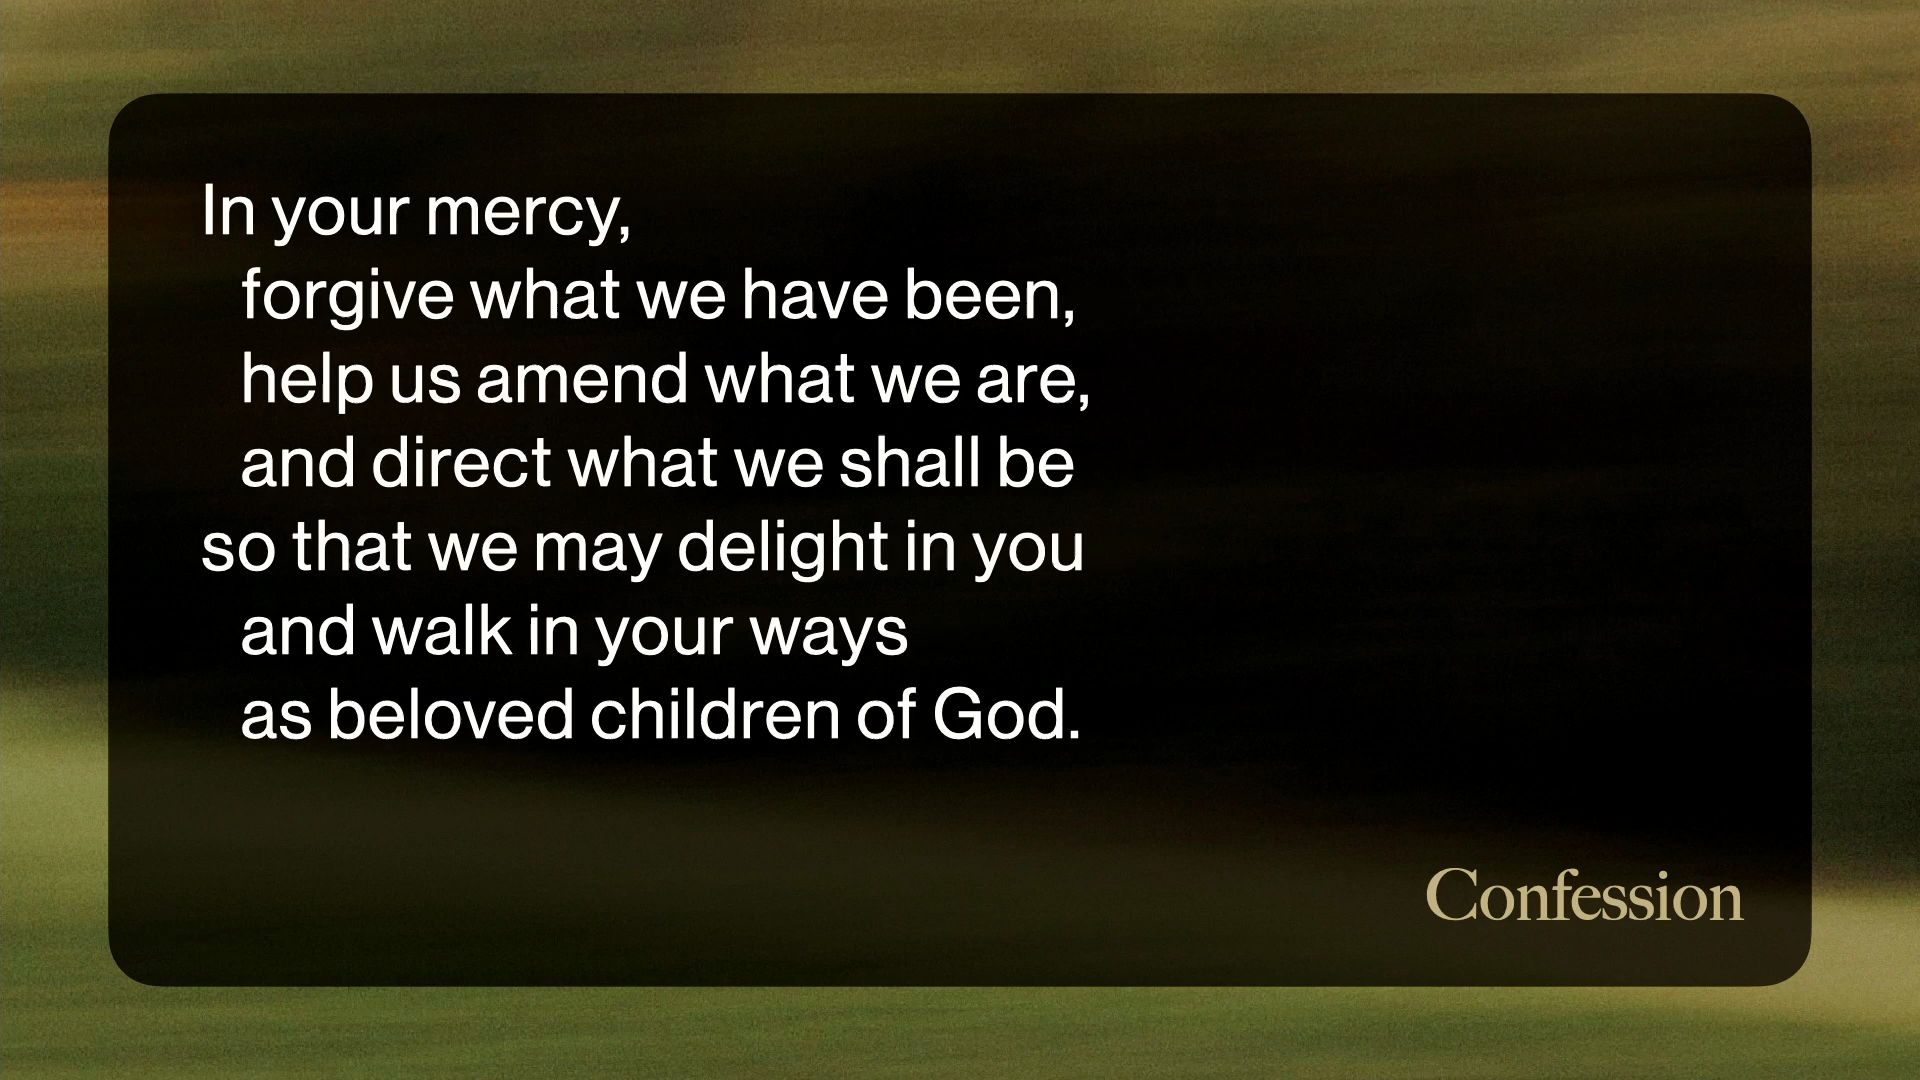 In your mercy,
forgive what we have been,
help us amend what we are,
and direct what we shall be
so that we may delight in you
and walk in your ways
as beloved children of God.
Confession